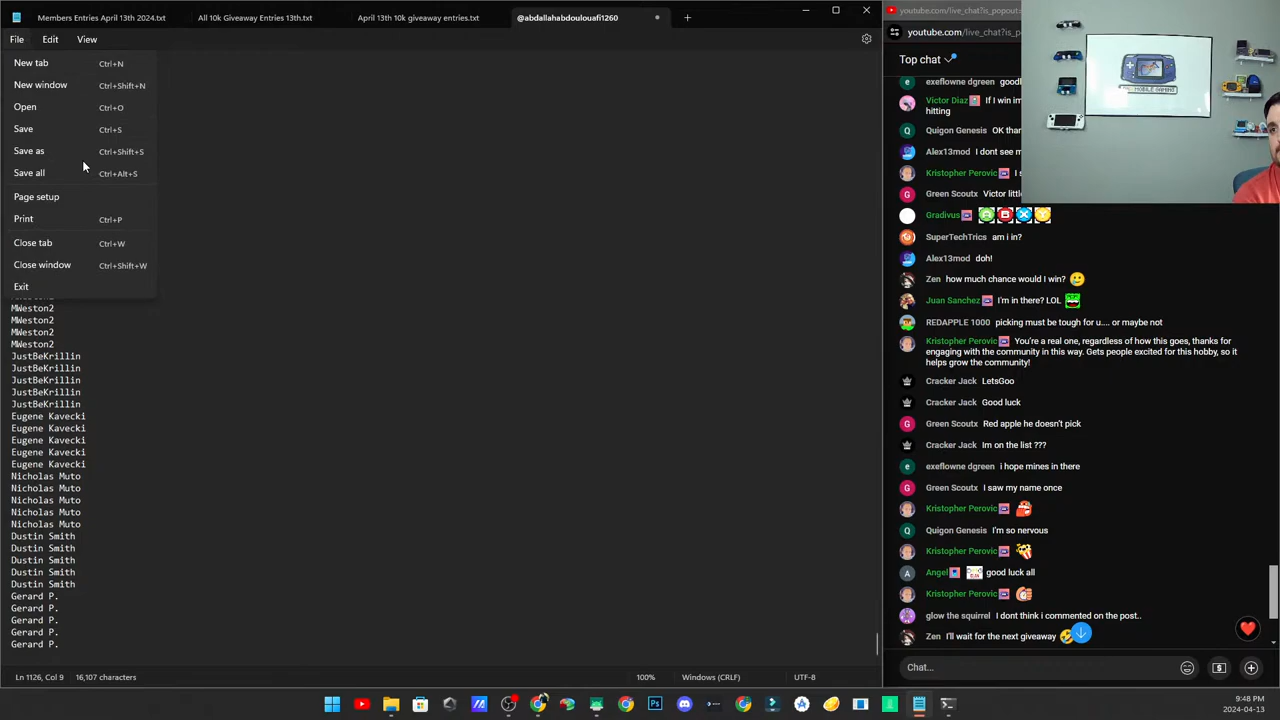 Members Entries April 13th 2024.txt
All 10k Giveaway Entries 13th.txt
April 13th 10k giveaway entries.txt
@abdallahabdoulouafi1260
File
Edit
View
New tab Ctrl+N
New window Ctrl+Shift+N
Open Ctrl+O
Save Ctrl+S
Save as Ctrl+Shift+S
Save all Ctrl+Alt+S
Page setup
Print Ctrl+P
Close tab Ctrl+W
Close window Ctrl+Shift+W
Exit
MWeston2
MWeston2
MWeston2
MWeston2
JustBeKrillin
JustBeKrillin
JustBeKrillin
JustBeKrillin
JustBeKrillin
Eugene Kavecki
Eugene Kavecki
Eugene Kavecki
Eugene Kavecki
Eugene Kavecki
Nicholas Muto
Nicholas Muto
Nicholas Muto
Nicholas Muto
Nicholas Muto
Dustin Smith
Dustin Smith
Dustin Smith
Dustin Smith
Dustin Smith
Gerard P.
Gerard P.
Gerard P.
Gerard P.
Gerard P.
Ln 1126, Col 9
16,107 characters
100%
Windows (CRLF)
UTF-8
youtube.com/live_chat?is_popout=
youtube.com/live_chat?is_
Top chat
exeflowne dgreen good
Victor Diaz If I win im
hitting
Quigon Genesis OK than
Alex13mod I dont see m
Kristopher Perovic I s
Green Scoutx Victor little
Gradivus A B X Y
SuperTechTrics am i in?
Alex13mod doh!
Zen how much chance would I win?
Juan Sanchez I'm in there? LOL
REDAPPLE 1000 picking must be tough for u.... or maybe not
Kristopher Perovic You're a real one, regardless of how this goes, thanks for
engaging with the community in this way. Gets people excited for this hobby, so it
helps grow the community!
Cracker Jack LetsGoo
Cracker Jack Good luck
Green Scoutx Red apple he doesn't pick
Cracker Jack Im on the list ???
exeflowne dgreen i hope mines in there
Green Scoutx I saw my name once
Kristopher Perovic
Quigon Genesis I'm so nervous
Kristopher Perovic
Angel good luck all
Kristopher Perovic
glow the squirrel I dont think i commented on the post..
Zen I'll wait for the next giveaway
Chat...
MOBILE GAMING
9:48 PM
2024-04-13